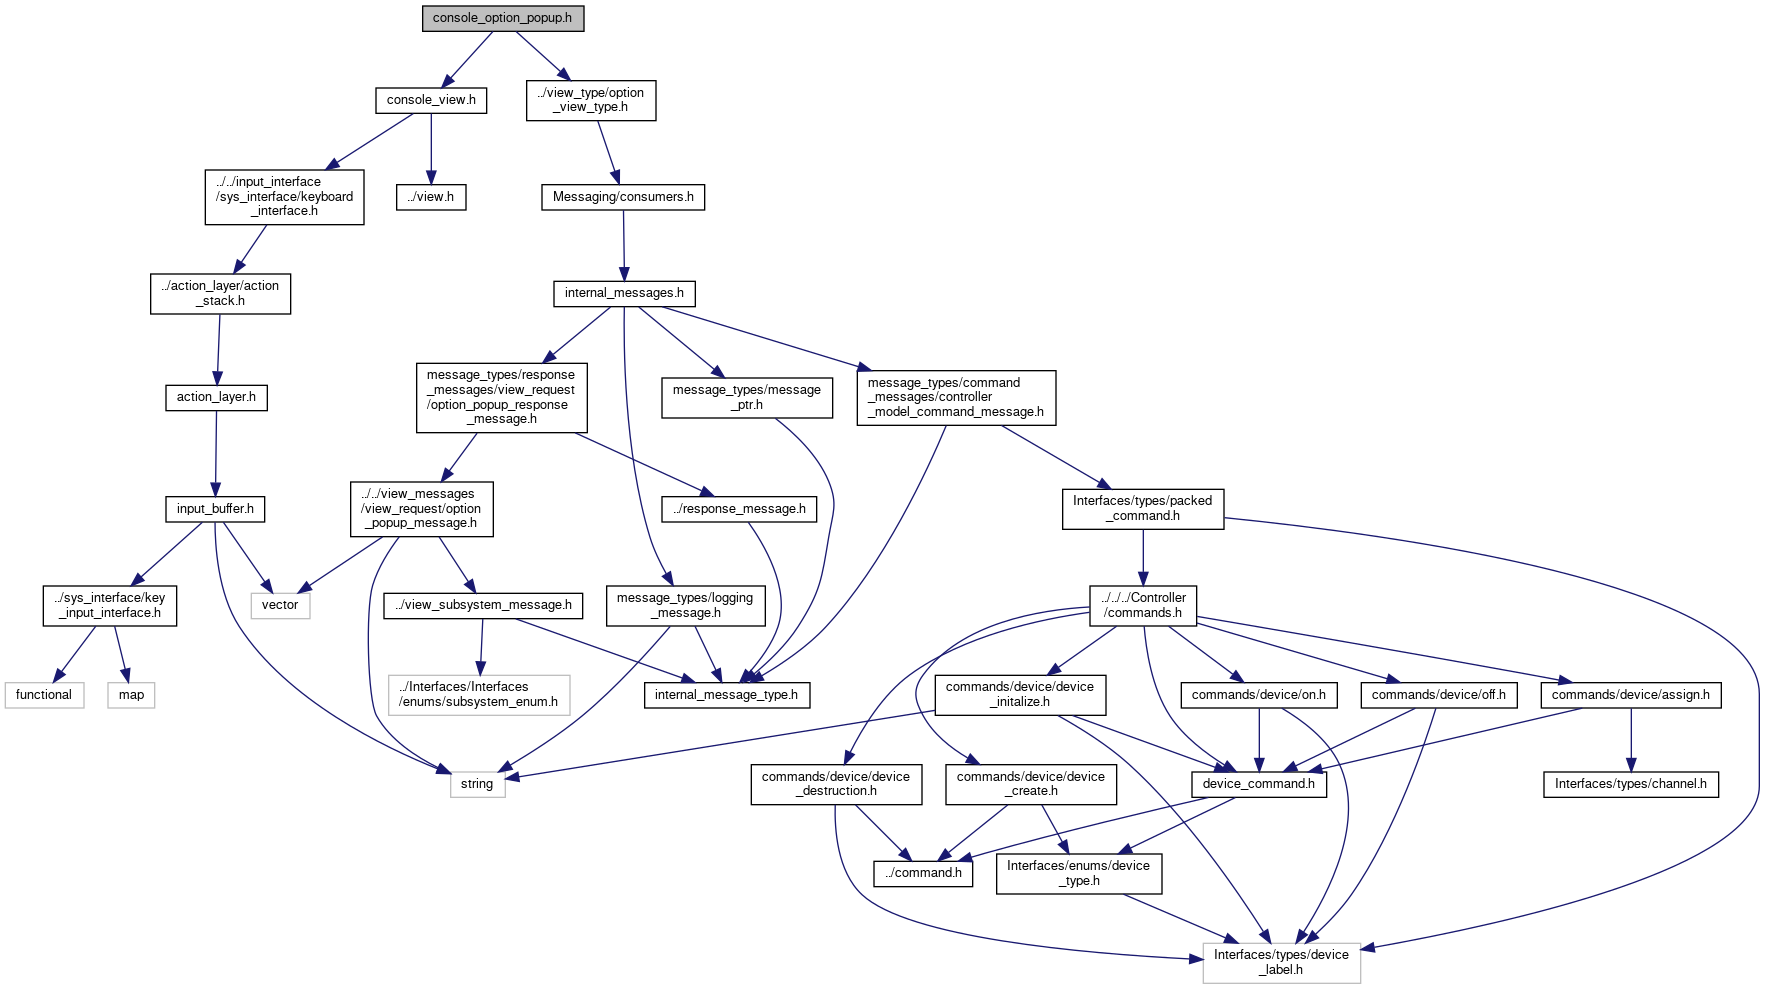 console_option_popup.h
console_view.h
../view_type/option
_view_type.h
../../input_interface
/sys_interface/keyboard
_interface.h
../view.h
Messaging/consumers.h
../action_layer/action
_stack.h
internal_messages.h
action_layer.h
message_types/response
_messages/view_request
/option_popup_response
_message.h
message_types/message
_ptr.h
message_types/command
_messages/controller
_model_command_message.h
input_buffer.h
../../view_messages
/view_request/option
_popup_message.h
../response_message.h
Interfaces/types/packed
_command.h
../sys_interface/key
_input_interface.h
vector
../view_subsystem_message.h
message_types/logging
_message.h
../../../Controller
/commands.h
functional
map
../Interfaces/Interfaces
/enums/subsystem_enum.h
internal_message_type.h
commands/device/device
_initalize.h
commands/device/on.h
commands/device/off.h
commands/device/assign.h
string
commands/device/device
_destruction.h
commands/device/device
_create.h
device_command.h
Interfaces/types/channel.h
../command.h
Interfaces/enums/device
_type.h
Interfaces/types/device
_label.h